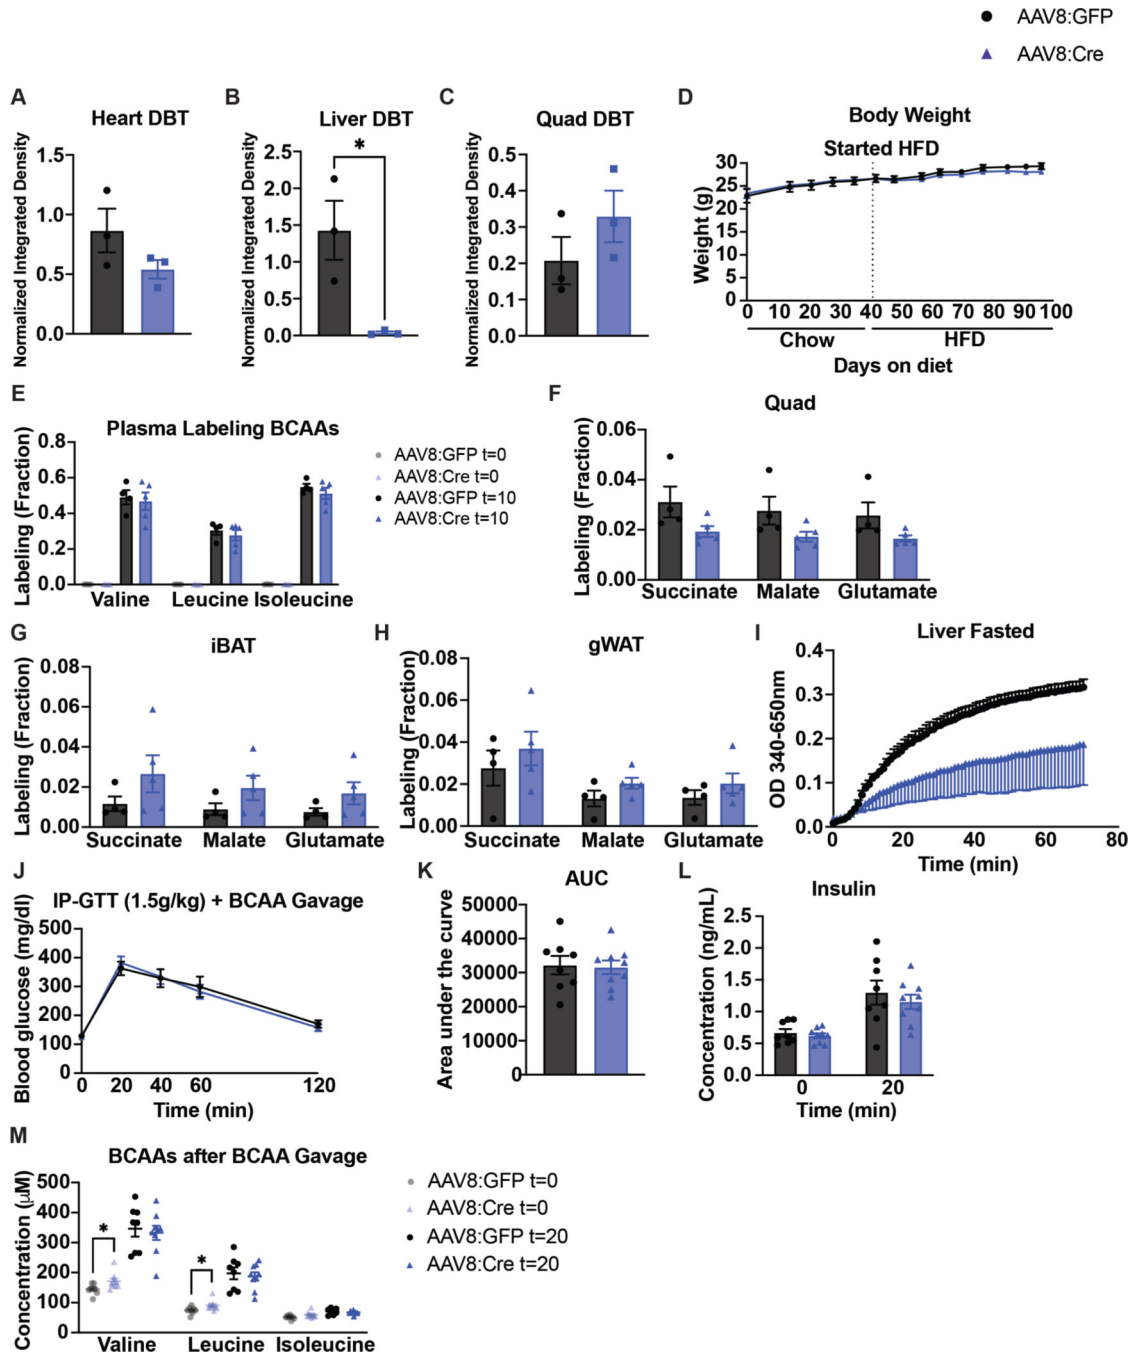 AAV8:GFP
AAV8:Cre
A
Heart DBT
Normalized Integrated Density
1.5
1.0
0.5
0.0
B
Liver DBT
Normalized Integrated Density
2.5
2.0
1.5
1.0
0.5
0.0
*
C
Quad DBT
Normalized Integrated Density
0.5
0.4
0.3
0.2
0.1
0.0
D
Body Weight
Started HFD
Weight (g)
30
25
20
15
10
5
0
0 10 20 30 40 50 60 70 80 90 100
Chow HFD
Days on diet
E
Plasma Labeling BCAAs
Labeling (Fraction)
0.8
0.6
0.4
0.2
0.0
Valine Leucine Isoleucine
AAV8:GFP t=0
AAV8:Cre t=0
AAV8:GFP t=10
AAV8:Cre t=10
F
Quad
Labeling (Fraction)
0.06
0.04
0.02
0.00
Succinate Malate Glutamate
G
iBAT
Labeling (Fraction)
0.08
0.06
0.04
0.02
0.00
Succinate Malate Glutamate
H
gWAT
Labeling (Fraction)
0.08
0.06
0.04
0.02
0.00
Succinate Malate Glutamate
I
Liver Fasted
OD 340-650nm
0.4
0.3
0.2
0.1
0.0
0 20 40 60 80
Time (min)
J
IP-GTT (1.5g/kg) + BCAA Gavage
Blood glucose (mg/dl)
500
400
300
200
100
0
0 20 40 60 120
Time (min)
K
AUC
Area under the curve
50000
40000
30000
20000
10000
0
L
Insulin
Concentration (ng/mL)
2.5
2.0
1.5
1.0
0.5
0.0
0 20
Time (min)
M
BCAAs after BCAA Gavage
Concentration (μM)
500
400
300
200
100
0
*
*
Valine Leucine Isoleucine
AAV8:GFP t=0
AAV8:Cre t=0
AAV8:GFP t=20
AAV8:Cre t=20